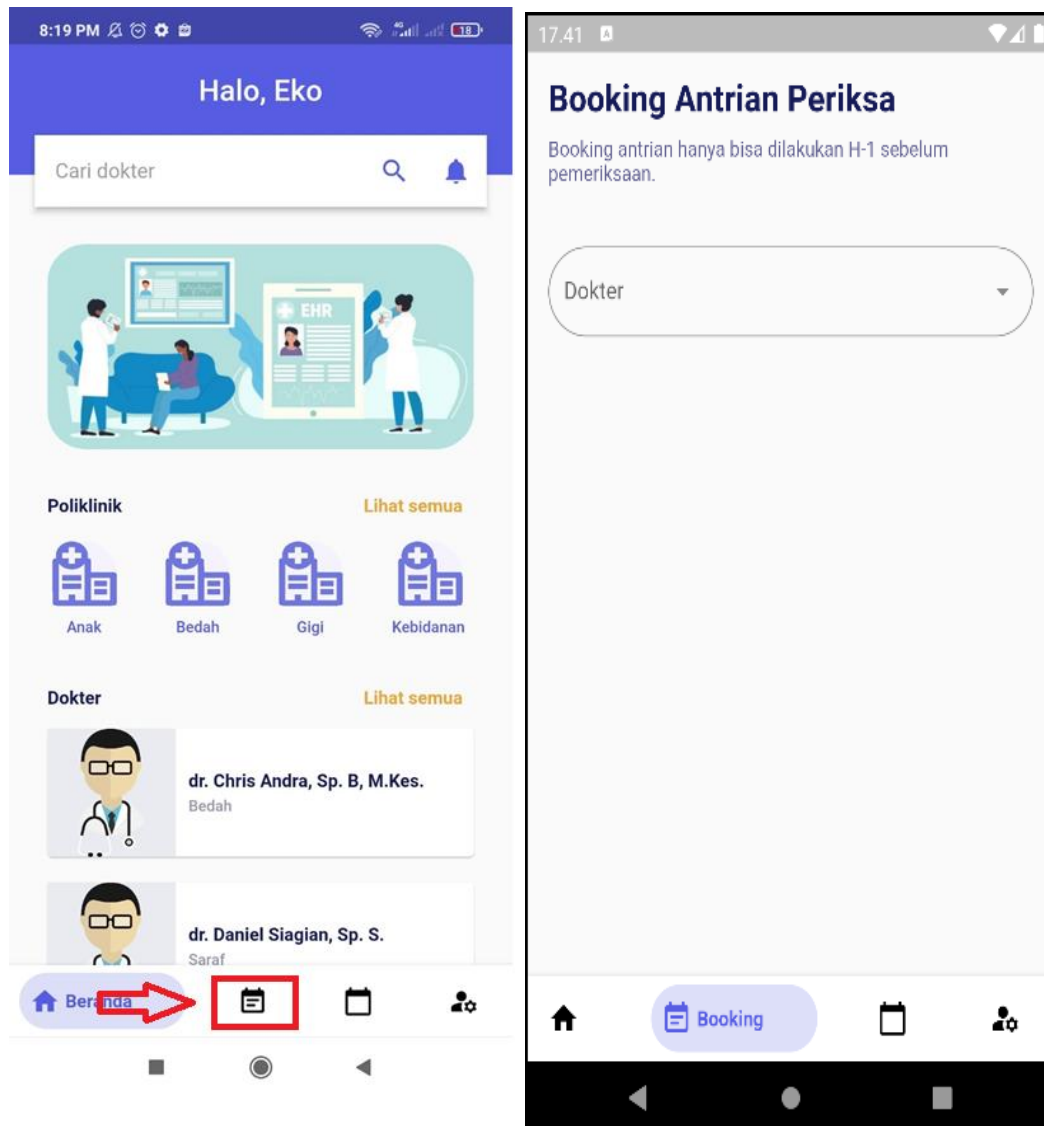 8:19 PM
4G
18
Halo, Eko
Cari dokter
EHR
Poliklinik
Lihat semua
Anak
Bedah
Gigi
Kebidanan
Dokter
Lihat semua
dr. Chris Andra, Sp. B, M.Kes.
Bedah
dr. Daniel Siagian, Sp. S.
Saraf
Beranda
17.41
A
Booking Antrian Periksa
Booking antrian hanya bisa dilakukan H-1 sebelum
pemeriksaan.
Dokter
Booking